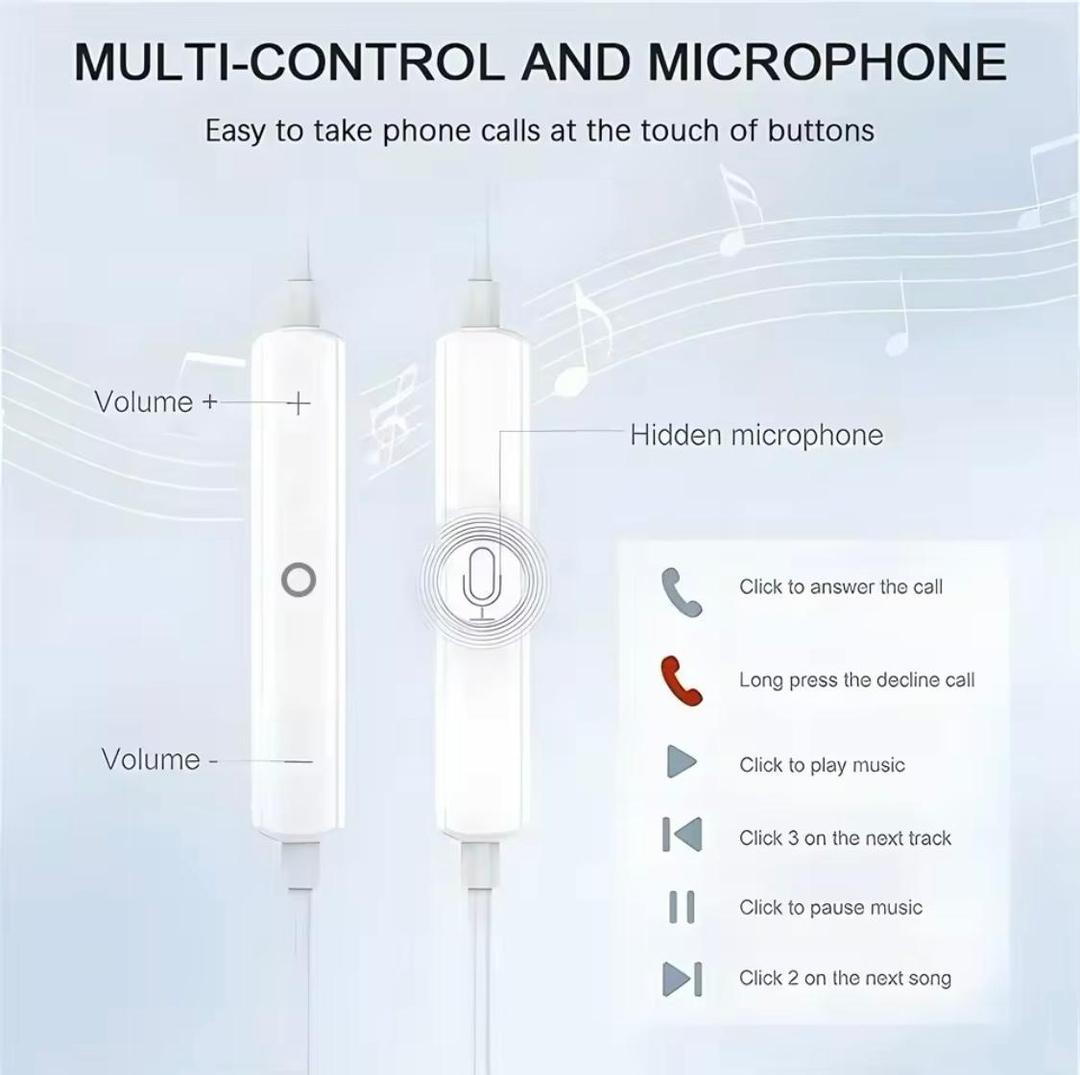 MULTI-CONTROL AND MICROPHONE
Easy to take phone calls at the touch of buttons
Volume +
Hidden microphone
Click to answer the call
Long press the decline call
Volume -
Click to play music
Click 3 on the next track
Click to pause music
Click 2 on the next song